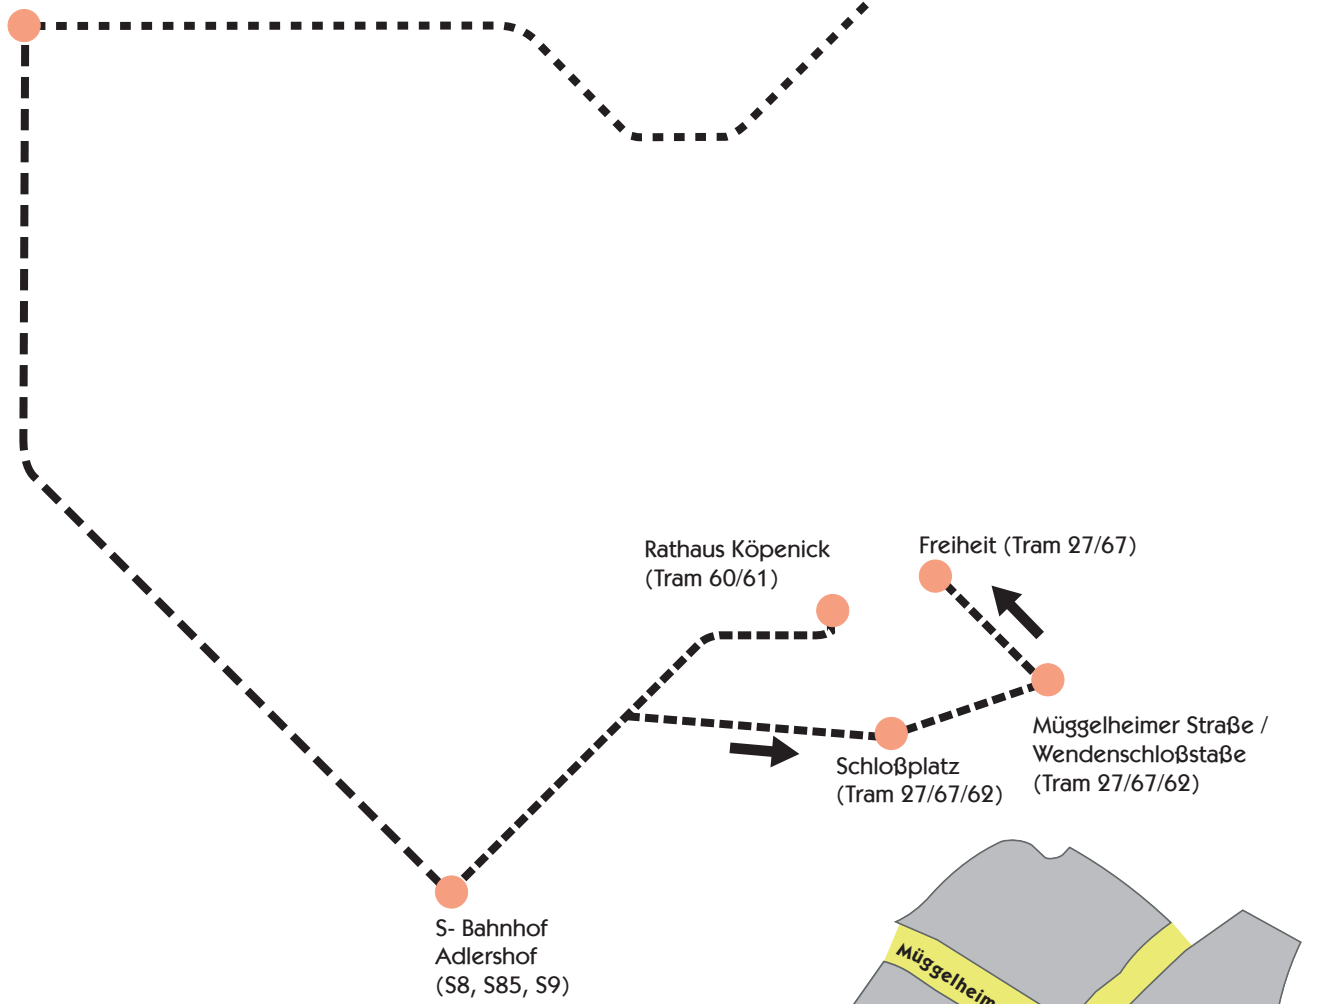 Rathaus Köpenick
(Tram 60/61)
Freiheit (Tram 27/67)
Müggelheimer Straße /
Wendenschloßstaße
(Tram 27/67/62)
Schloßplatz
(Tram 27/67/62)
S- Bahnhof
Adlershof
(S8, S85, S9)
Müggelheim